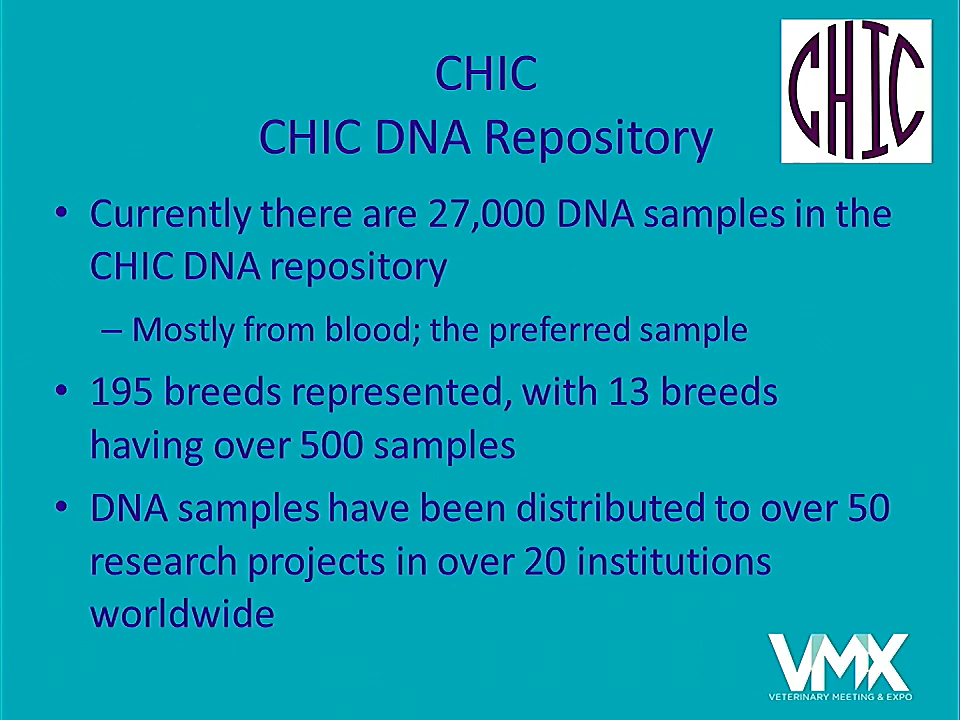 CHIC
CHIC
CHIC DNA Repository
• Currently there are 27,000 DNA samples in the
CHIC DNA repository
– Mostly from blood; the preferred sample
• 195 breeds represented, with 13 breeds
having over 500 samples
• DNA samples have been distributed to over 50
research projects in over 20 institutions
worldwide
VMX
VETERINARY MEETING & EXPO